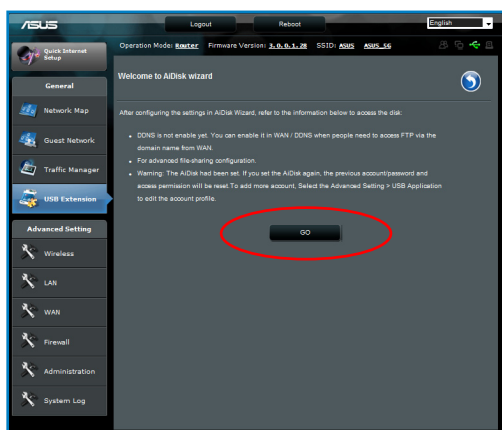 ASUS
Logout
Reboot
English
Quick Internet
Setup
Operation Mode: Router Firmware Version: 3.0.0.1.28 SSID: ASUS ASUS_5G
General
Network Map
Guest Network
Traffic Manager
USB Extension
Advanced Setting
Wireless
LAN
WAN
Firewall
Administration
System Log
Welcome to AiDisk wizard
After configuring the settings in AiDisk Wizard, refer to the information below to access the disk:
• DDNS is not enable yet. You can enable it in WAN / DDNS when people need to access FTP via the
domain name from WAN.
• For advanced file-sharing configuration.
• Warning: The AiDisk had been set. If you set the AiDisk again, the previous account/password and
access permission will be reset.To add more account, Select the Advanced Setting > USB Application
to edit the account profile.
GO